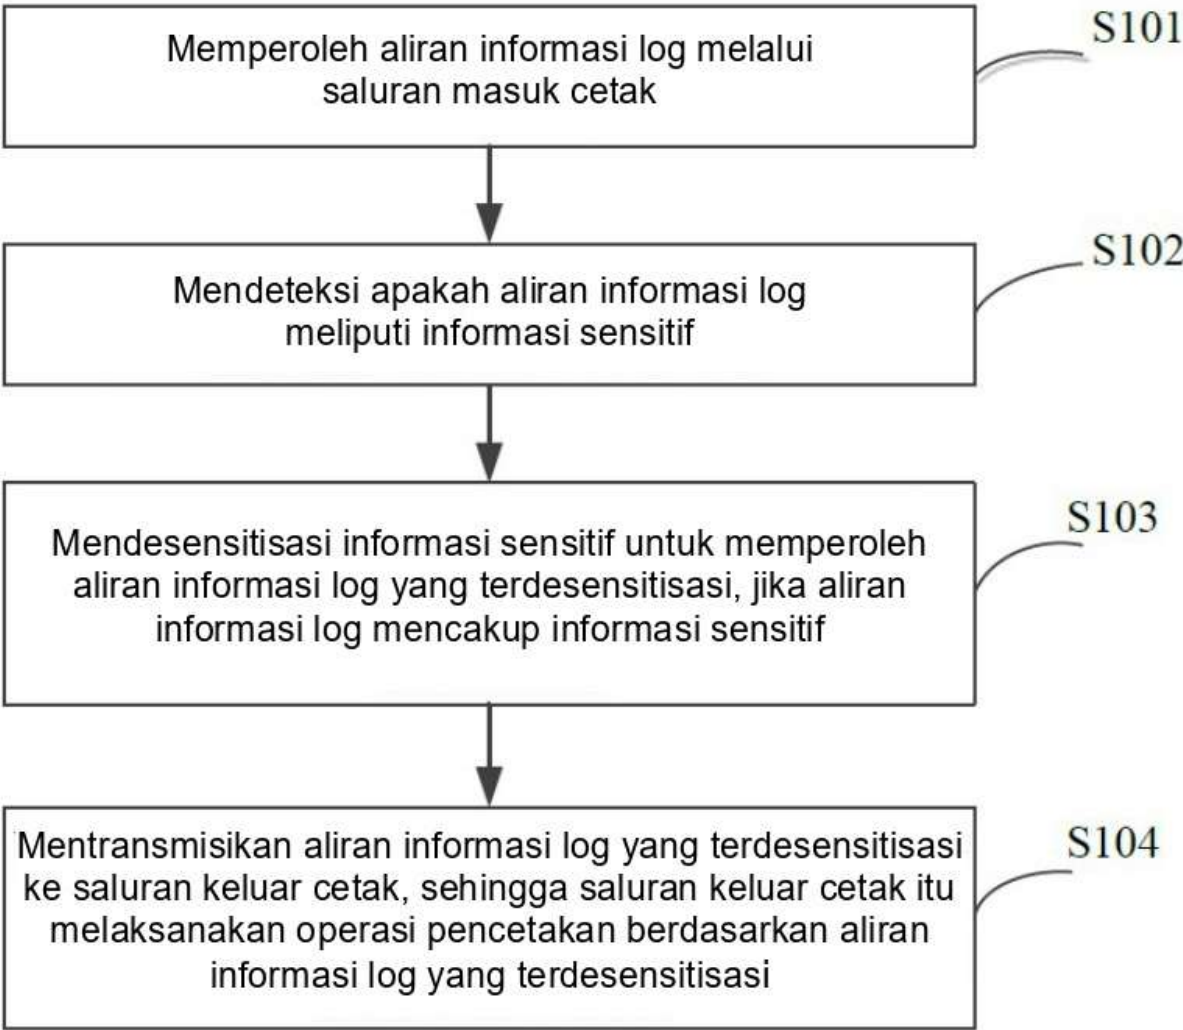 Memperoleh aliran informasi log melalui
saluran masuk cetak
S101
Mendeteksi apakah aliran informasi log
meliputi informasi sensitif
S102
Mendesensitisasi informasi sensitif untuk memperoleh
aliran informasi log yang terdesensitisasi, jika aliran
informasi log mencakup informasi sensitif
S103
Mentransmisikan aliran informasi log yang terdesensitisasi
ke saluran keluar cetak, sehingga saluran keluar cetak itu
melaksanakan operasi pencetakan berdasarkan aliran
informasi log yang terdesensitisasi
S104